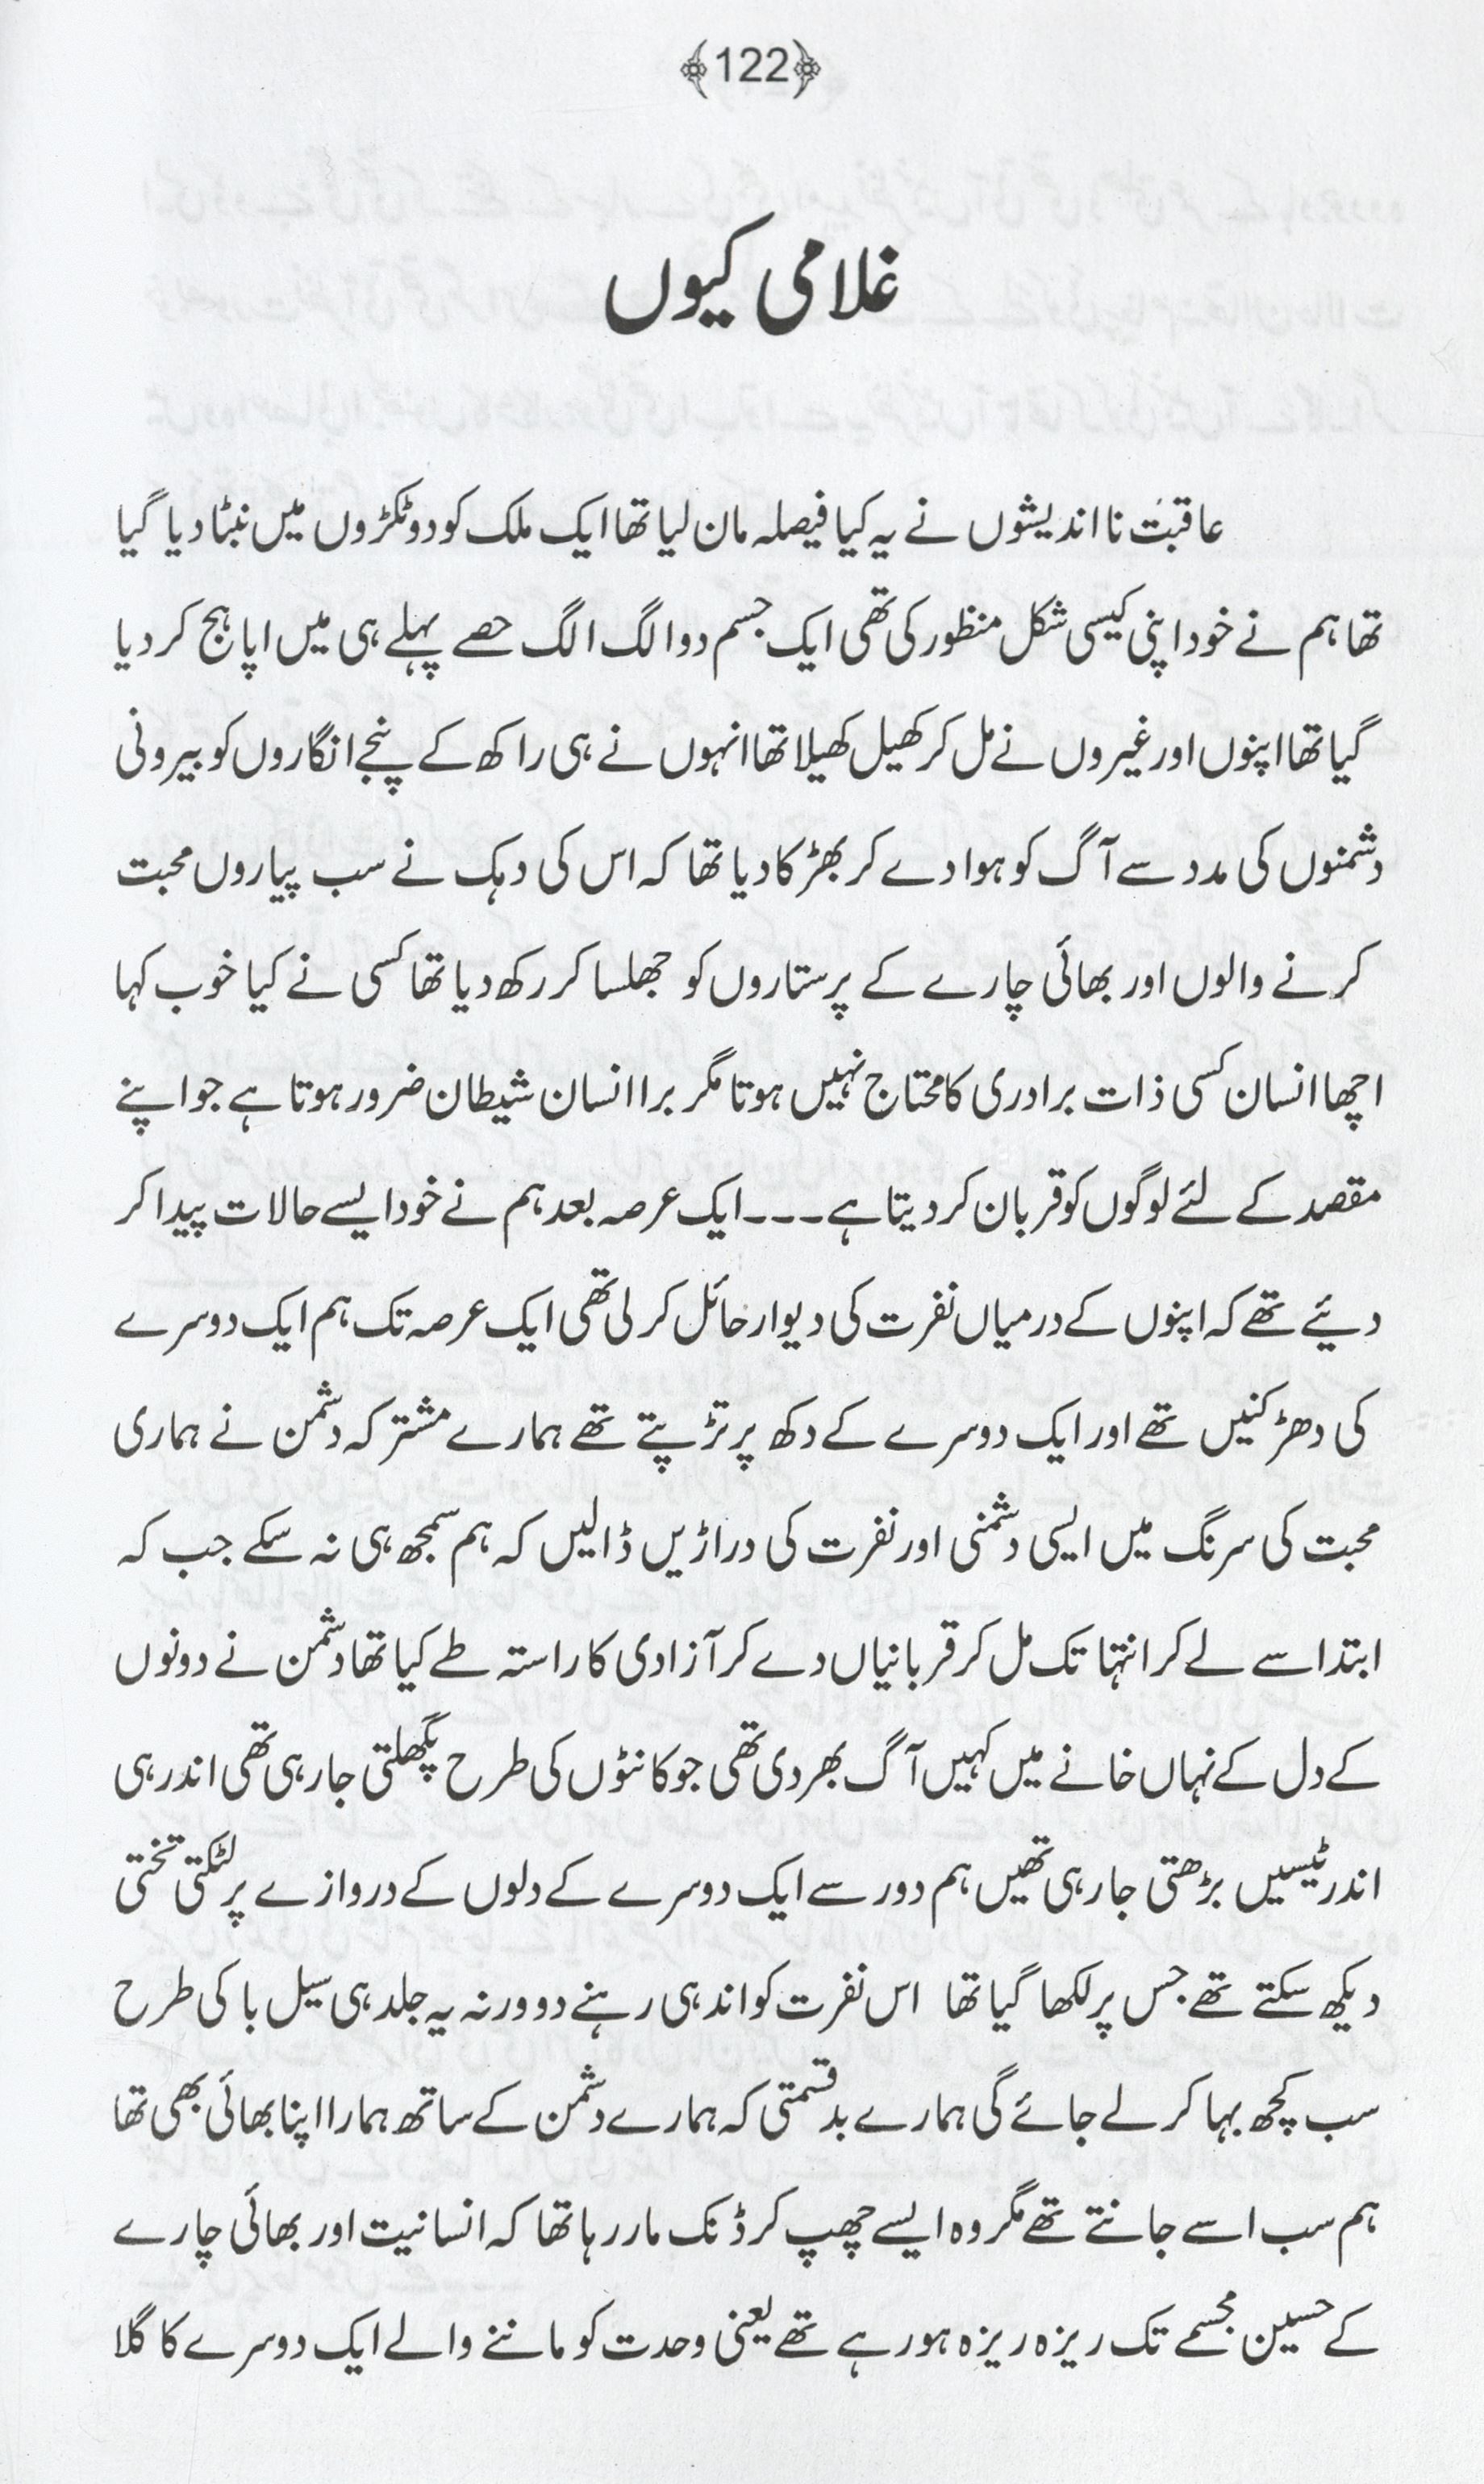 122
غلامی کیوں
عاقبت نا اندیشوں نے یہ کیا فیصلہ مان لیا تھا ایک ملک کو دو ٹکڑوں میں نبٹا دیا گیا
تھا ہم نے خود اپنی کیسی شکل منظور کی تھی ایک جسم دو الگ الگ حصے پہلے ہی میں اپاہج کر دیا
گیا تھا اپنوں اور غیروں نے مل کر کھیل کھیلا تھا انہوں نے ہی راکھ کے پنجے انگاروں کو بیرونی
دشمنوں کی مدد سے آگ کو ہوا دے کر بھڑکا دیا تھا کہ اس کی دہک نے سب پیاروں محبت
کرنے والوں اور بھائی چارے کے پرستاروں کو جھلسا کر رکھ دیا تھا کسی نے کیا خوب کہا
اچھا انسان کسی ذات برادری کا محتاج نہیں ہوتا مگر برا انسان شیطان ضرور ہوتا ہے جو اپنے
مقصد کے لئے لوگوں کو قربان کر دیتا ہے ۔۔۔ ایک عرصہ بعد ہم نے خود ایسے حالات پیدا کر
دیئے تھے کہ اپنوں کے درمیاں نفرت کی دیوار حائل کر لی تھی ایک عرصہ تک ہم ایک دوسرے
کی دھڑکنیں تھے اور ایک دوسرے کے دکھ پر تڑپتے تھے ہمارے مشترکہ دشمن نے ہماری
محبت کی سرنگ میں ایسی دشمنی اور نفرت کی دراڑیں ڈالیں کہ ہم سمجھ ہی نہ سکے جب کہ
ابتدا سے لے کر انتہا تک مل کر قربانیاں دے کر آزادی کا راستہ طے کیا تھا دشمن نے دونوں
کے دل کے نہاں خانے میں کہیں آگ بھر دی تھی جو کانٹوں کی طرح پگھلتی جا رہی تھی اندر ہی
اندر ٹیسیں بڑھتی جا رہی تھیں ہم دور سے ایک دوسرے کے دلوں کے دروازے پر لٹکتی تختی
دیکھ سکتے تھے جس پر لکھا گیا تھا اس نفرت کو اندہی رہنے دو ورنہ یہ جلد ہی سیل با کی طرح
سب کچھ بہا کر لے جائے گی ہمارے بدقسمتی کہ ہمارے دشمن کے ساتھ ہمارا اپنا بھائی بھی تھا
ہم سب اسے جانتے تھے مگر وہ ایسے چھپ کر ڈنک مار رہا تھا کہ انسانیت اور بھائی چارے
کے حسین مجسمے تک ریزہ ریزہ ہو رہے تھے یعنی وحدت کو ماننے والے ایک دوسرے کا گلا